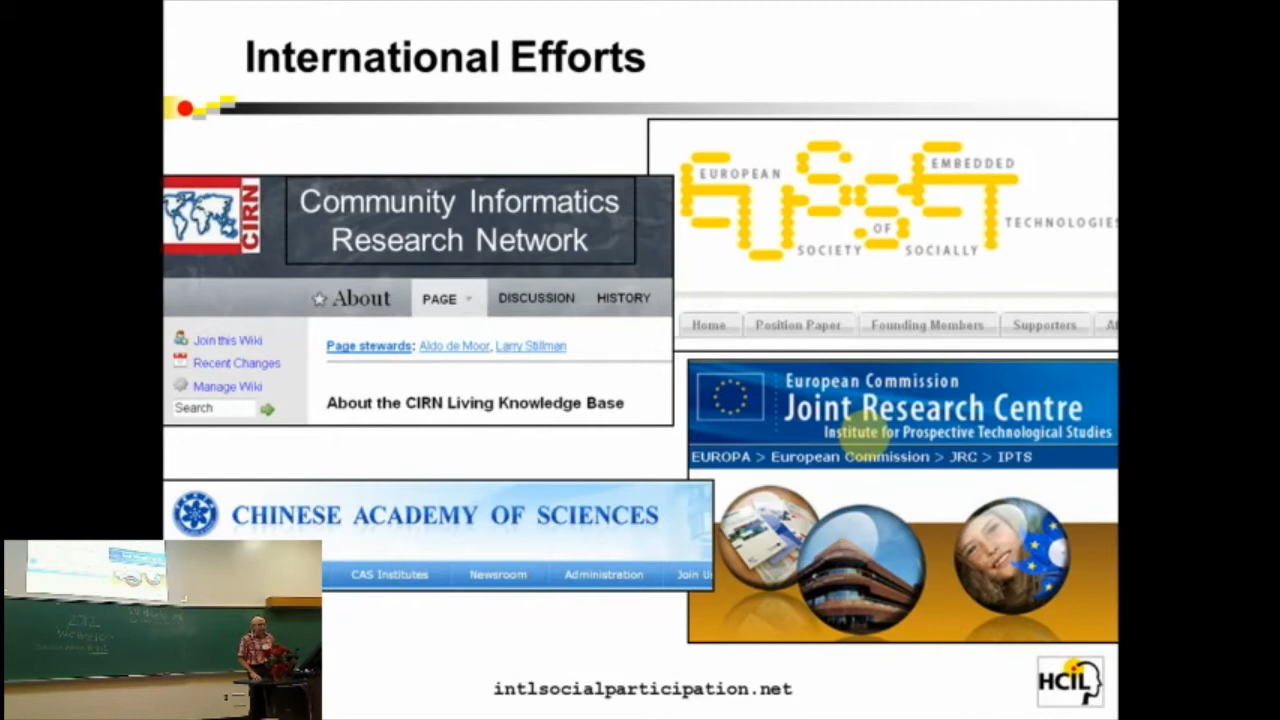 International Efforts
EUROPEAN
EMBEDDED
TECHNOLOGIES
OF
SOCIETY
SOCIALLY
Home
Position Paper
Founding Members
Supporters
CIRN
Community Informatics
Research Network
About
PAGE
DISCUSSION
HISTORY
Join this Wiki
Recent Changes
Manage Wiki
Search
Page stewards: Aldo de Moor, Larry Stillman
About the CIRN Living Knowledge Base
European Commission
Joint Research Centre
Institute for Prospective Technological Studies
EUROPA > European Commission > JRC > IPTS
CHINESE ACADEMY OF SCIENCES
CAS Institutes
Newsroom
Administration
Join
intlsocialparticipation.net
HCIL